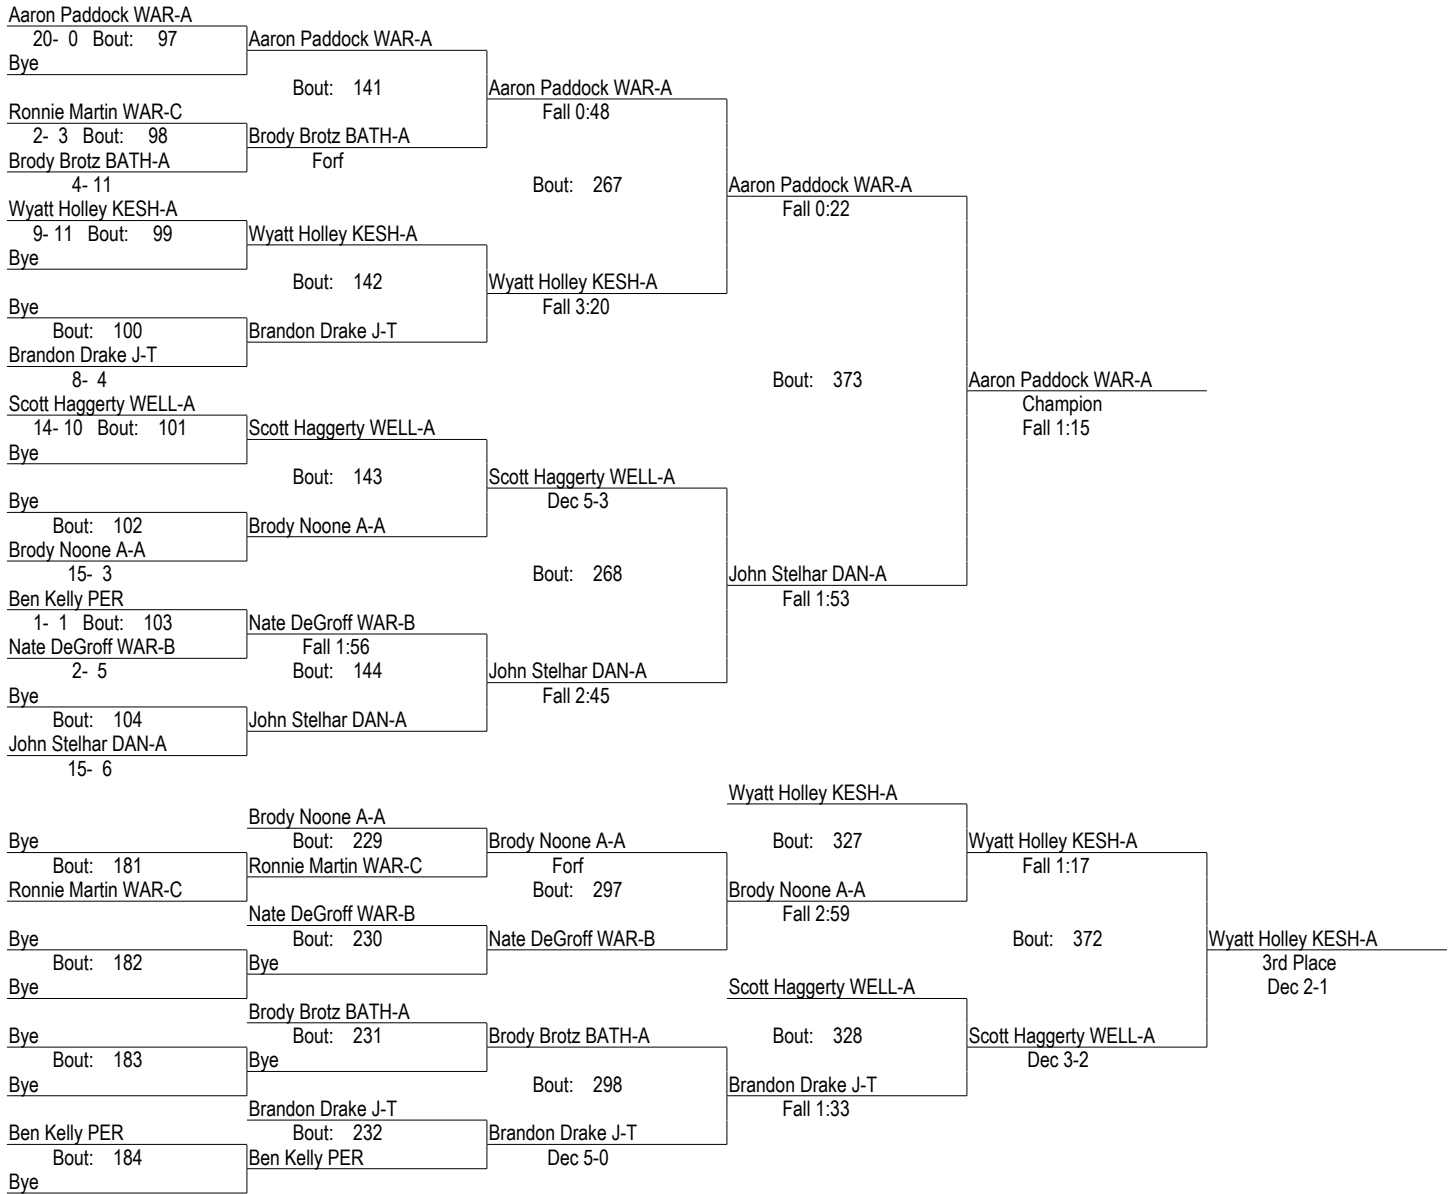 Aaron Paddock WAR-A
20- 0 Bout: 97 Aaron Paddock WAR-A
Bye
Bout: 141 Aaron Paddock WAR-A
Ronnie Martin WAR-C Fall 0:48
2- 3 Bout: 98 Brody Brotz BATH-A
Brody Brotz BATH-A Forf
4- 11 Bout: 267 Aaron Paddock WAR-A
Wyatt Holley KESH-A Fall 0:22
9- 11 Bout: 99 Wyatt Holley KESH-A
Bye
Bout: 142 Wyatt Holley KESH-A
Bye Fall 3:20
Bout: 100 Brandon Drake J-T
Brandon Drake J-T
8- 4 Bout: 373 Aaron Paddock WAR-A
Scott Haggerty WELL-A Champion
14- 10 Bout: 101 Scott Haggerty WELL-A Fall 1:15
Bye
Bout: 143 Scott Haggerty WELL-A
Bye Dec 5-3
Bout: 102 Brody Noone A-A
Brody Noone A-A
15- 3 Bout: 268 John Stelhar DAN-A
Ben Kelly PER Fall 1:53
1- 1 Bout: 103 Nate DeGroff WAR-B
Nate DeGroff WAR-B Fall 1:56
2- 5 Bout: 144 John Stelhar DAN-A
Bye Fall 2:45
Bout: 104 John Stelhar DAN-A
John Stelhar DAN-A
15- 6
Wyatt Holley KESH-A
Brody Noone A-A
Bye Bout: 229 Brody Noone A-A Bout: 327 Wyatt Holley KESH-A
Bout: 181 Ronnie Martin WAR-C Forf Fall 1:17
Ronnie Martin WAR-C Bout: 297 Brody Noone A-A
Nate DeGroff WAR-B Fall 2:59
Bye Bout: 230 Nate DeGroff WAR-B Bout: 372 Wyatt Holley KESH-A
Bout: 182 Bye 3rd Place
Bye Scott Haggerty WELL-A Dec 2-1
Brody Brotz BATH-A
Bye Bout: 231 Brody Brotz BATH-A Bout: 328 Scott Haggerty WELL-A
Bout: 183 Bye Dec 3-2
Bye Bout: 298 Brandon Drake J-T
Brandon Drake J-T Fall 1:33
Ben Kelly PER Bout: 232 Brandon Drake J-T
Bout: 184 Ben Kelly PER Dec 5-0
Bye